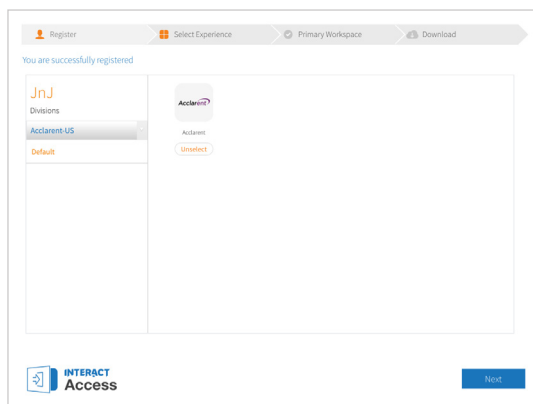 Register
Select Experience
Primary Workspace
Download
You are successfully registered
JnJ
Divisions
Acclarent-US
Default
Acclarent
Acclarent
Unselect
INTERACT
Access
Next